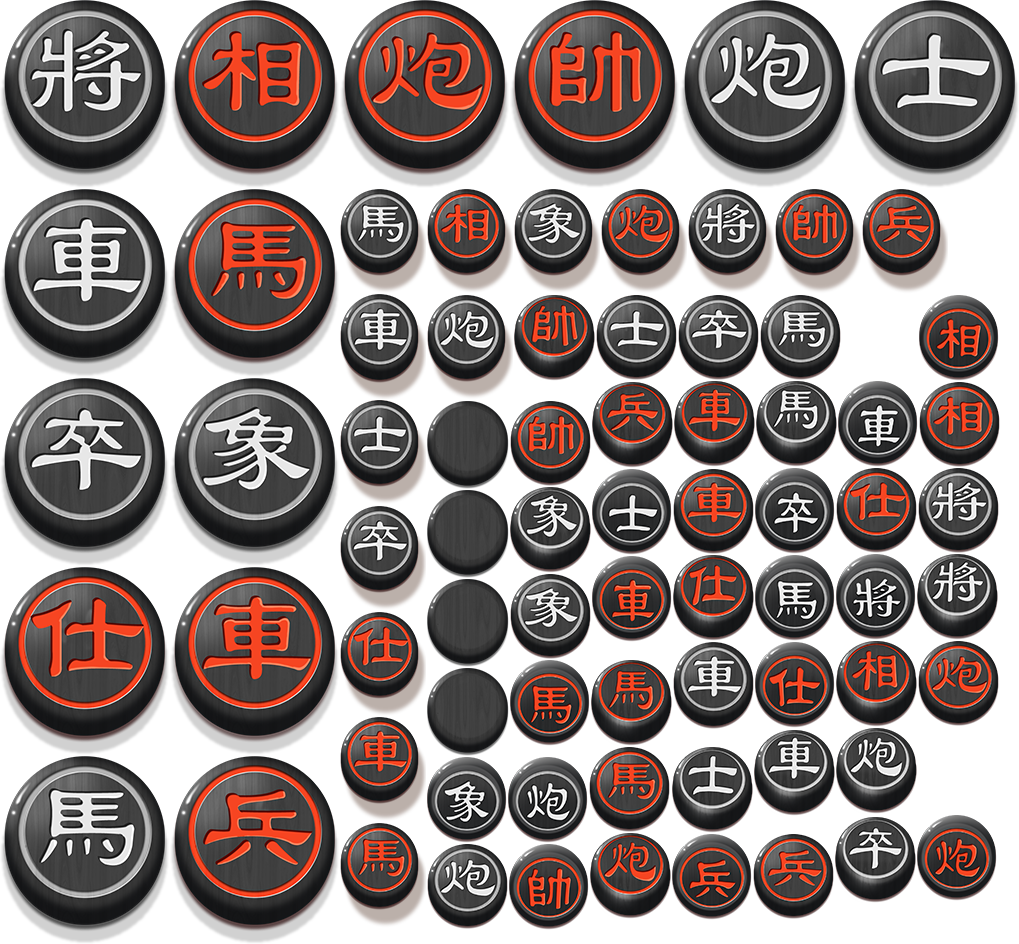 將 相 炮 帥 炮 士
車 馬
馬 相 象 炮 將 帥 兵
車 炮 帥 士 卒 馬 相
卒 象
士 帥 兵 車 馬 車 相
象 士 車 卒 仕 將
卒
仕 車
象 車 仕 馬 將 將
仕
馬 馬 車 仕 相 炮
車
馬 兵
象 炮 馬 士 車 炮
馬
炮 帥 炮 兵 兵 卒 炮